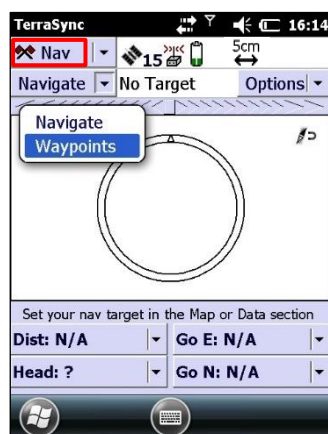 TerraSync 16:14
Nav 15 5cm
Navigate No Target Options
Navigate
Waypoints
Set your nav target in the Map or Data section
Dist: N/A Go E: N/A
Head: ? Go N: N/A